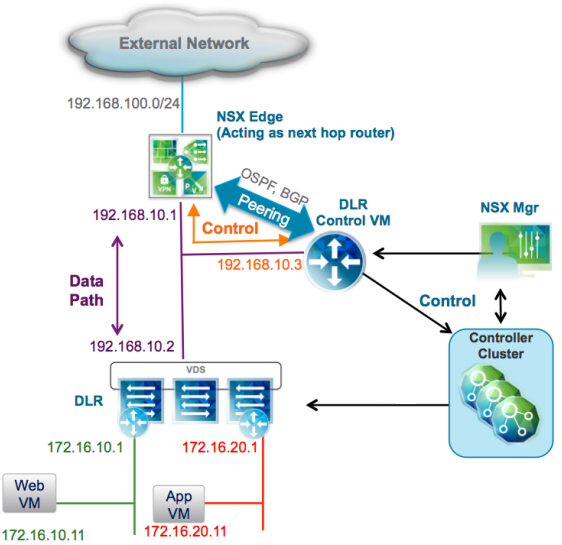 External Network
192.168.100.0/24
NSX Edge
(Acting as next hop router)
VPN
OSPF, BGP
Peering
DLR
Control VM
NSX Mgr
192.168.10.1
Control
192.168.10.3
Data
Path
Control
192.168.10.2
Controller
Cluster
VDS
DLR
172.16.10.1
172.16.20.1
Web
VM
App
VM
172.16.10.11
172.16.20.11